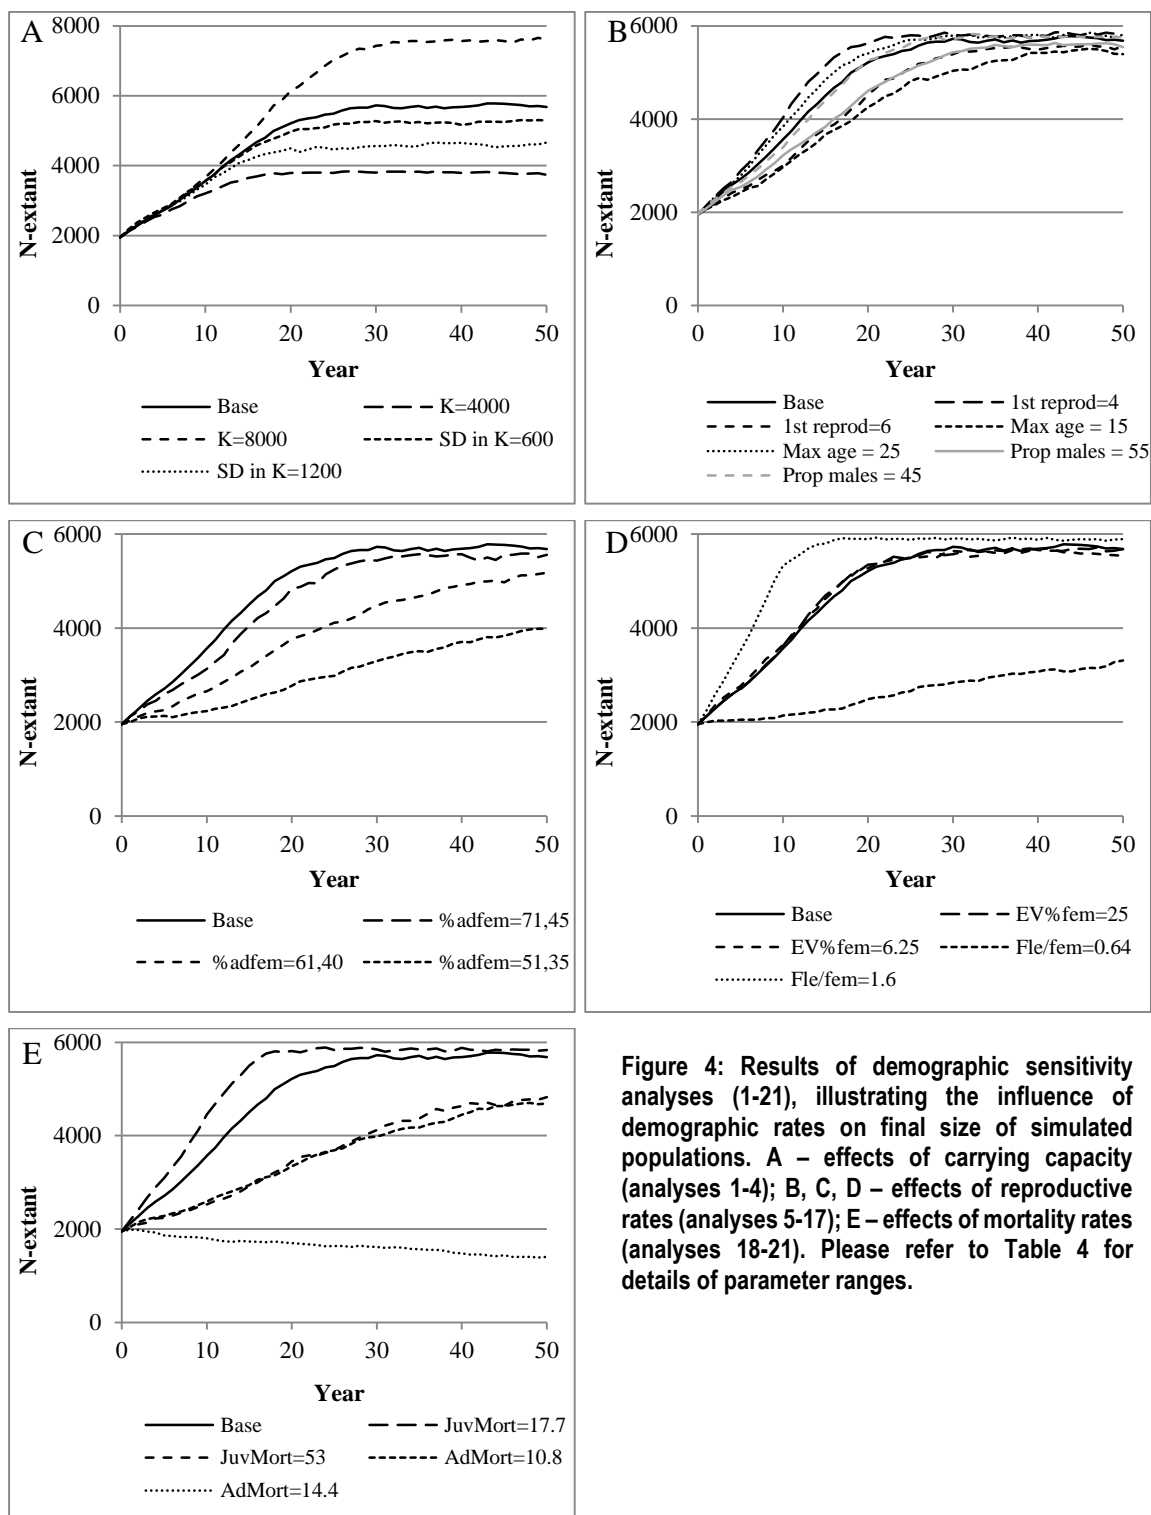 A
8000
6000
4000
2000
0
N-extant
0 10 20 30 40 50
Year
Base K=4000
K=8000 SD in K=600
SD in K=1200
B
6000
4000
2000
0
N-extant
0 10 20 30 40 50
Year
Base 1st reprod=4
1st reprod=6 Max age = 15
Max age = 25 Prop males = 55
Prop males = 45
C
6000
4000
2000
0
N-extant
0 10 20 30 40 50
Year
Base %adfem=71,45
%adfem=61,40 %adfem=51,35
D
6000
4000
2000
0
N-extant
0 10 20 30 40 50
Year
Base EV%fem=25
EV%fem=6.25 Fle/fem=0.64
Fle/fem=1.6
E
6000
4000
2000
0
N-extant
0 10 20 30 40 50
Year
Base JuvMort=17.7
JuvMort=53 AdMort=10.8
AdMort=14.4
Figure 4: Results of demographic sensitivity
analyses (1-21), illustrating the influence of
demographic rates on final size of simulated
populations. A – effects of carrying capacity
(analyses 1-4); B, C, D – effects of reproductive
rates (analyses 5-17); E – effects of mortality rates
(analyses 18-21). Please refer to Table 4 for
details of parameter ranges.